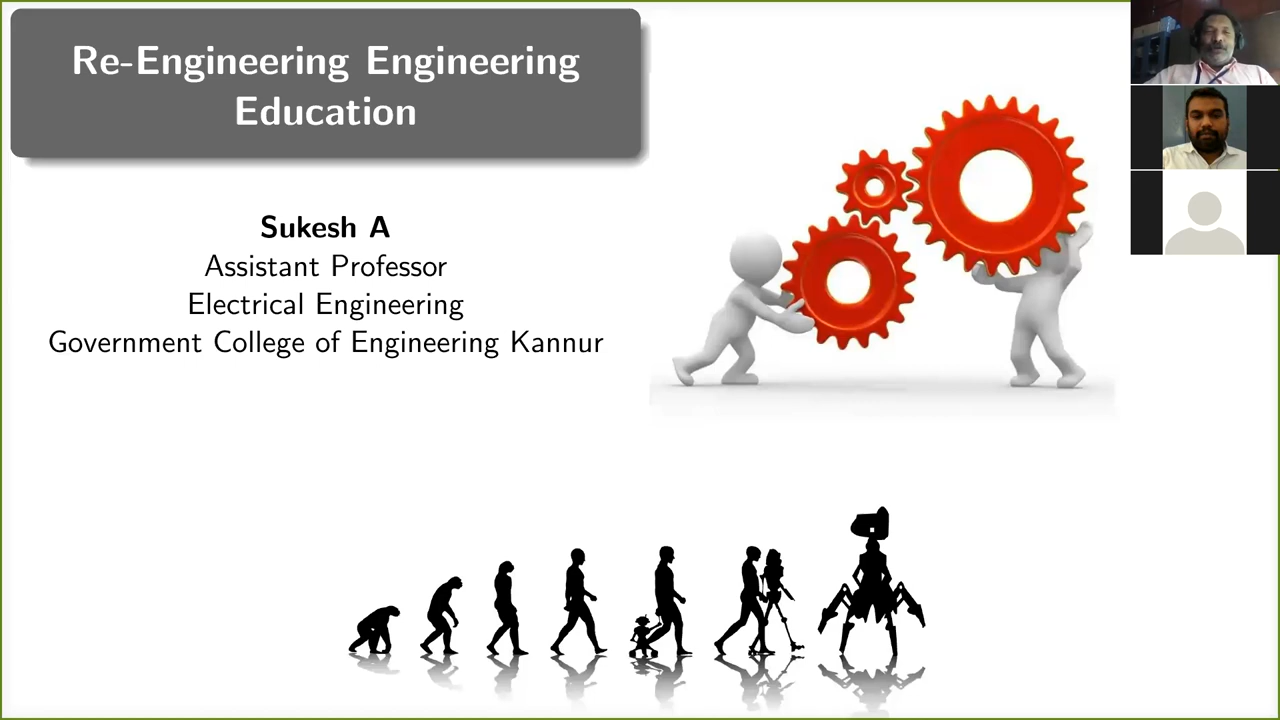 Re-Engineering Engineering
Education
Sukesh A
Assistant Professor
Electrical Engineering
Government College of Engineering Kannur